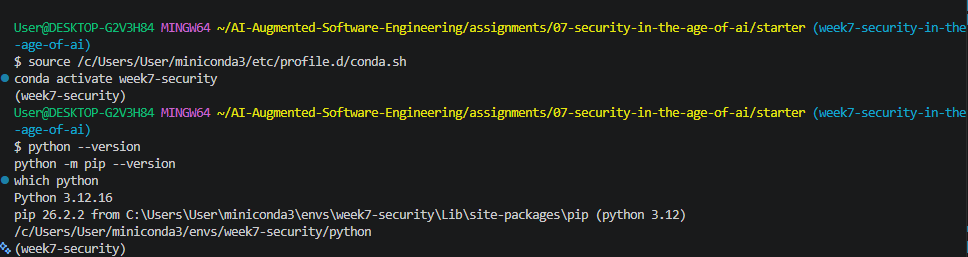 User@DESKTOP-G2V3H84 MINGW64 ~/AI-Augmented-Software-Engineering/assignments/07-security-in-the-age-of-ai/starter (week7-security-in-the
-age-of-ai)
$ source /c/Users/User/miniconda3/etc/profile.d/conda.sh
conda activate week7-security
(week7-security)
User@DESKTOP-G2V3H84 MINGW64 ~/AI-Augmented-Software-Engineering/assignments/07-security-in-the-age-of-ai/starter (week7-security-in-the
-age-of-ai)
$ python --version
python -m pip --version
which python
Python 3.12.16
pip 26.2.2 from C:\Users\User\miniconda3\envs\week7-security\Lib\site-packages\pip (python 3.12)
/c/Users/User/miniconda3/envs/week7-security/python
(week7-security)